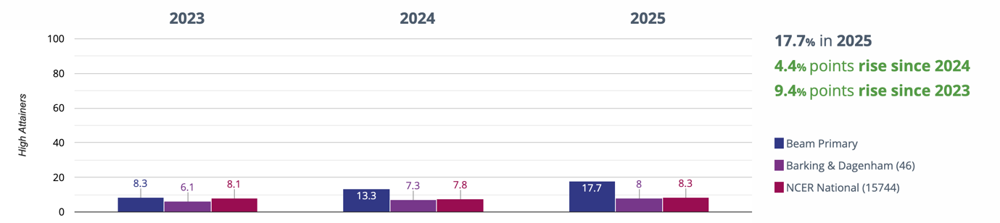 2023 2024 2025
High Attainers
100
80
60
40
20
0
8.3 6.1 8.1
13.3 7.3 7.8
17.7 8 8.3
17.7% in 2025
4.4% points rise since 2024
9.4% points rise since 2023
Beam Primary
Barking & Dagenham (46)
NCER National (15744)